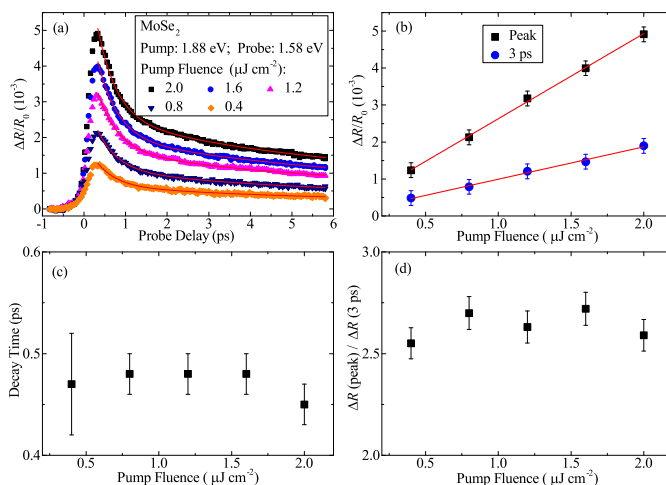 (a)
MoSe2
Pump: 1.88 eV; Probe: 1.58 eV
Pump Fluence (μJ cm-2):
2.0 1.6 1.2
0.8 0.4
ΔR/R0 (10-3)
5
4
3
2
1
0
-1 0 1 2 3 4 5 6
Probe Delay (ps)
(b)
Peak
3 ps
ΔR/R0 (10-3)
5
4
3
2
1
0
0.5 1.0 1.5 2.0
Pump Fluence ( μJ cm-2)
(c)
Decay Time (ps)
0.6
0.5
0.4
0.5 1.0 1.5 2.0
Pump Fluence ( μJ cm-2)
(d)
ΔR (peak) / ΔR (3 ps)
3.0
2.5
2.0
0.5 1.0 1.5 2.0
Pump Fluence ( μJ cm-2)